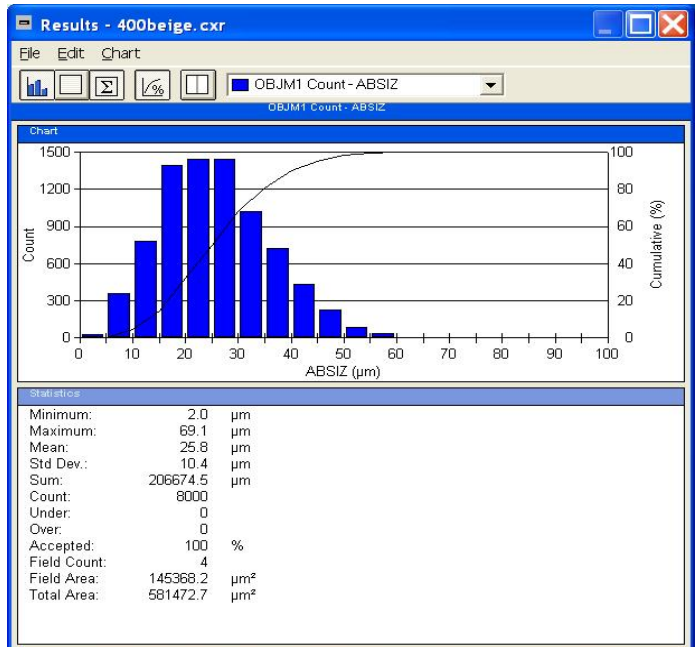 Results - 400beige.cxr
File Edit Chart
Σ % OBJM1 Count - ABSIZ
OBJM1 Count - ABSIZ
Chart
1500 100
1200 80
900 60
600 40
300 20
0 0
Count
Cumulative (%)
0 10 20 30 40 50 60 70 80 90 100
ABSIZ (µm)
Statistics
Minimum: 2.0 µm
Maximum: 69.1 µm
Mean: 25.8 µm
Std Dev.: 10.4 µm
Sum: 206674.5 µm
Count: 8000
Under: 0
Over: 0
Accepted: 100 %
Field Count: 4
Field Area: 145368.2 µm²
Total Area: 581472.7 µm²